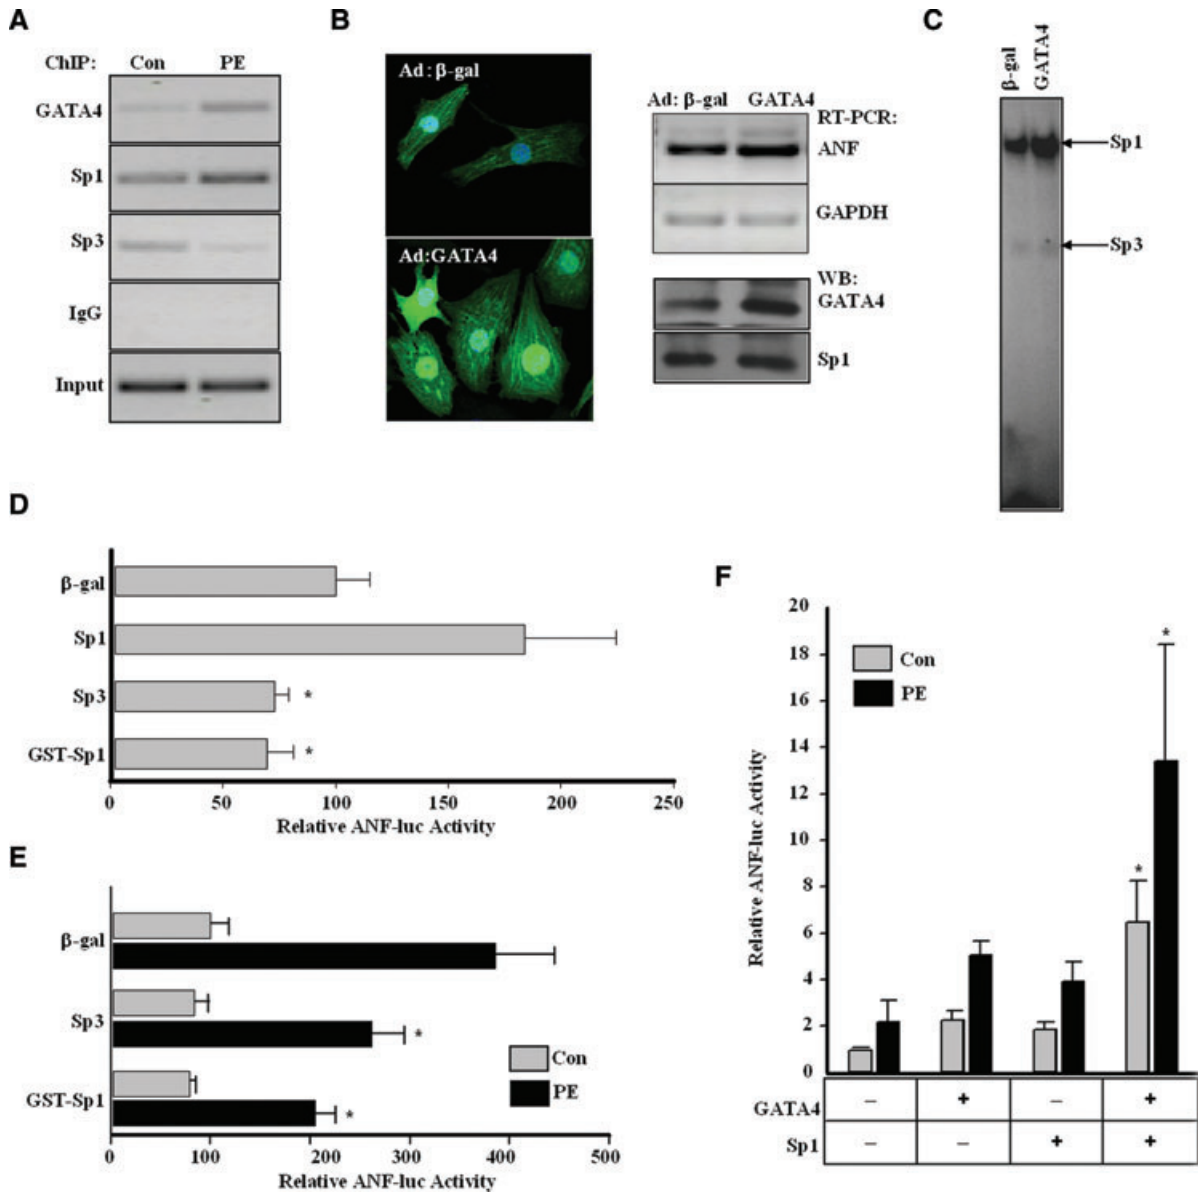 A
ChIP: Con PE
GATA4
Sp1
Sp3
IgG
Input
B
Ad: β-gal
Ad:GATA4
Ad: β-gal GATA4
RT-PCR:
ANF
GAPDH
WB:
GATA4
Sp1
C
β-gal
GATA4
Sp1
Sp3
D
β-gal
Sp1
Sp3 *
GST-Sp1 *
0 50 100 150 200 250
Relative ANF-luc Activity
E
β-gal
Sp3 *
GST-Sp1 *
Con
PE
0 100 200 300 400 500
Relative ANF-luc Activity
F
Relative ANF-luc Activity
20
18
16
14
12
10
8
6
4
2
0
Con
PE
*
*
GATA4 – + – +
Sp1 – – + +